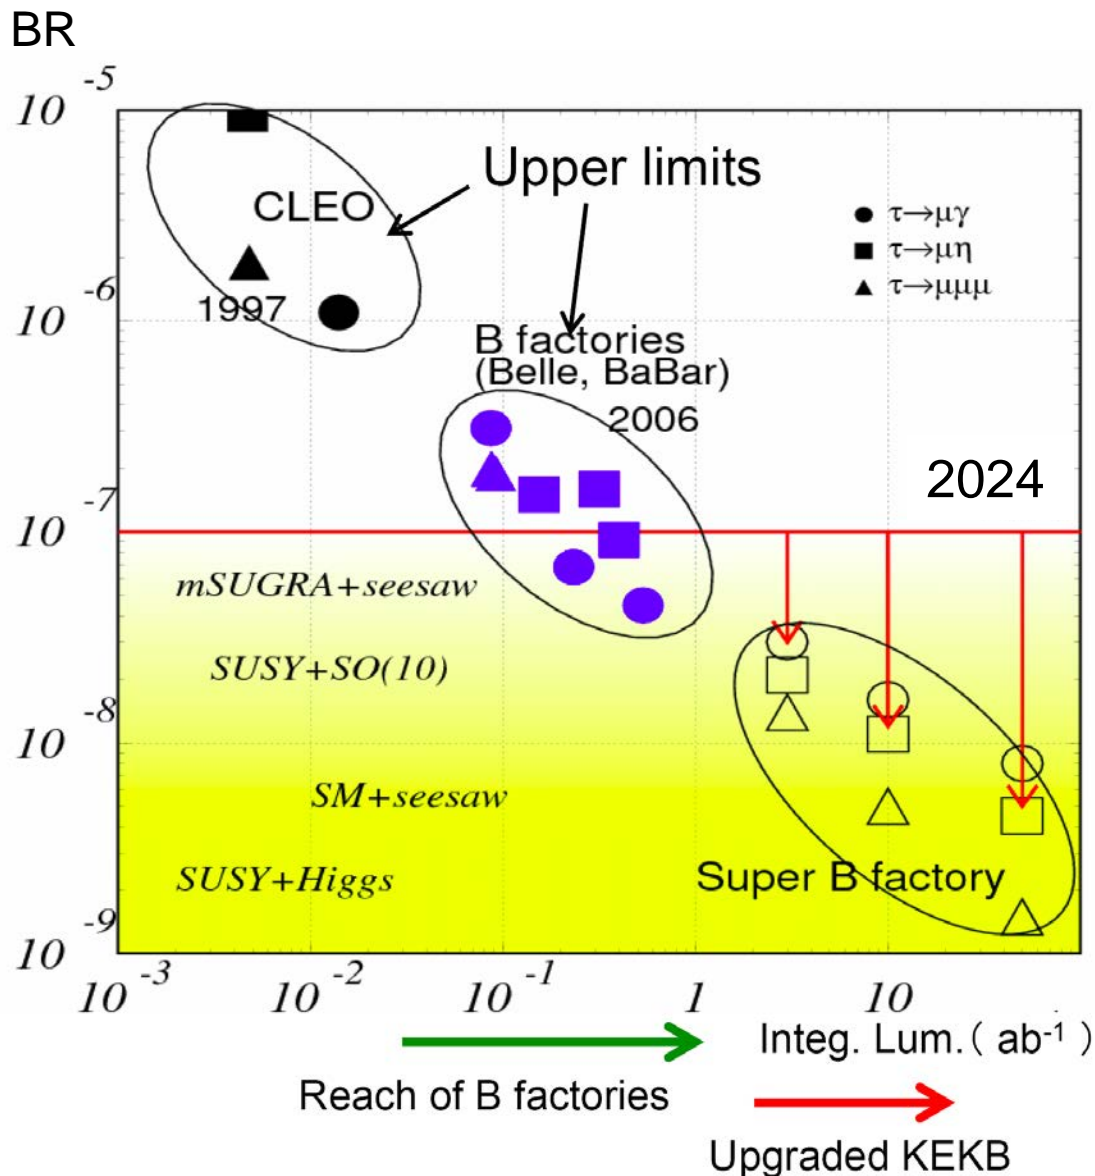 BR
10 -5
Upper limits
CLEO
τ→μγ
τ→μη
τ→μμμ
10 -6
1997
B factories
(Belle, BaBar)
2006
2024
10 -7
mSUGRA+seesaw
SUSY+SO(10)
10 -8
SM+seesaw
SUSY+Higgs
Super B factory
10 -9
10 -3 10 -2 10 -1 1 10
Integ. Lum. ( ab-1 )
Reach of B factories
Upgraded KEKB